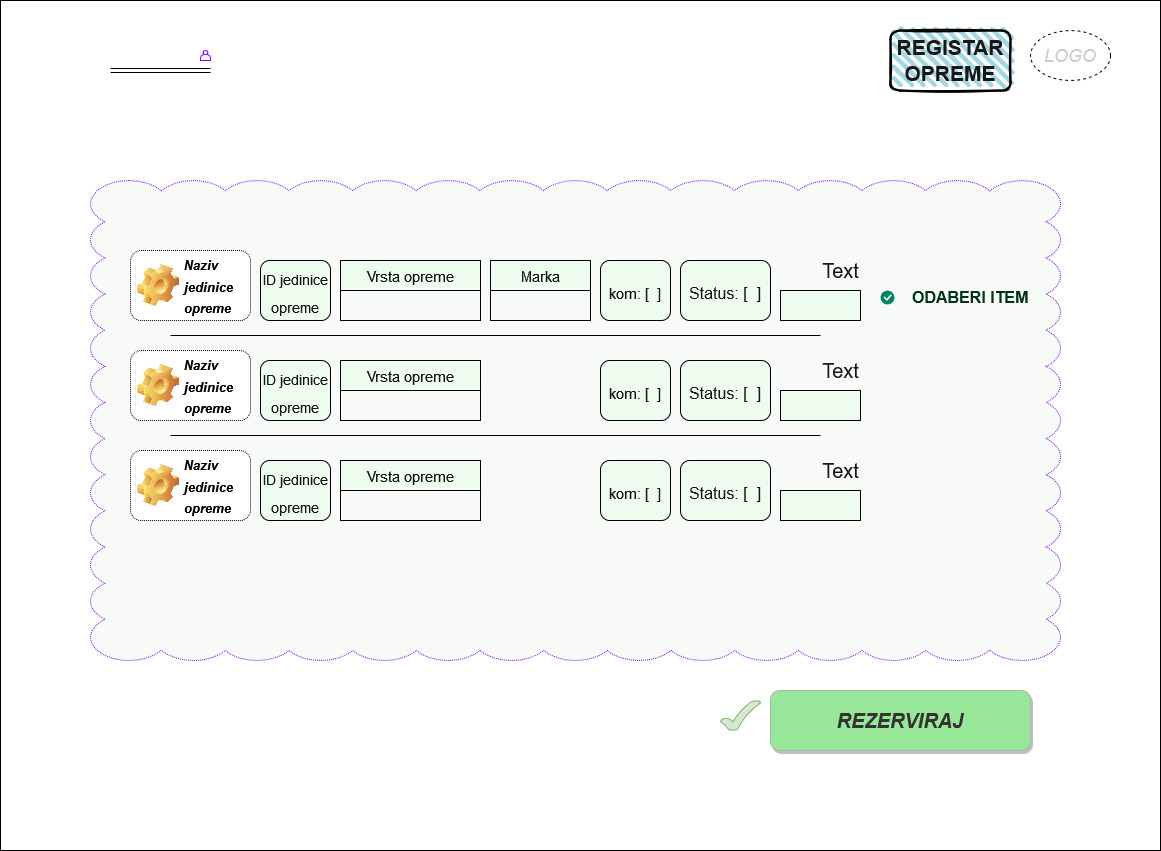 REGISTAR
OPREME
LOGO
Naziv
jedinice
opreme
ID jedinice
opreme
Vrsta opreme
Marka
kom: [ ]
Status: [ ]
Text
ODABERI ITEM
Naziv
jedinice
opreme
ID jedinice
opreme
Vrsta opreme
kom: [ ]
Status: [ ]
Text
Naziv
jedinice
opreme
ID jedinice
opreme
Vrsta opreme
kom: [ ]
Status: [ ]
Text
REZERVIRAJ